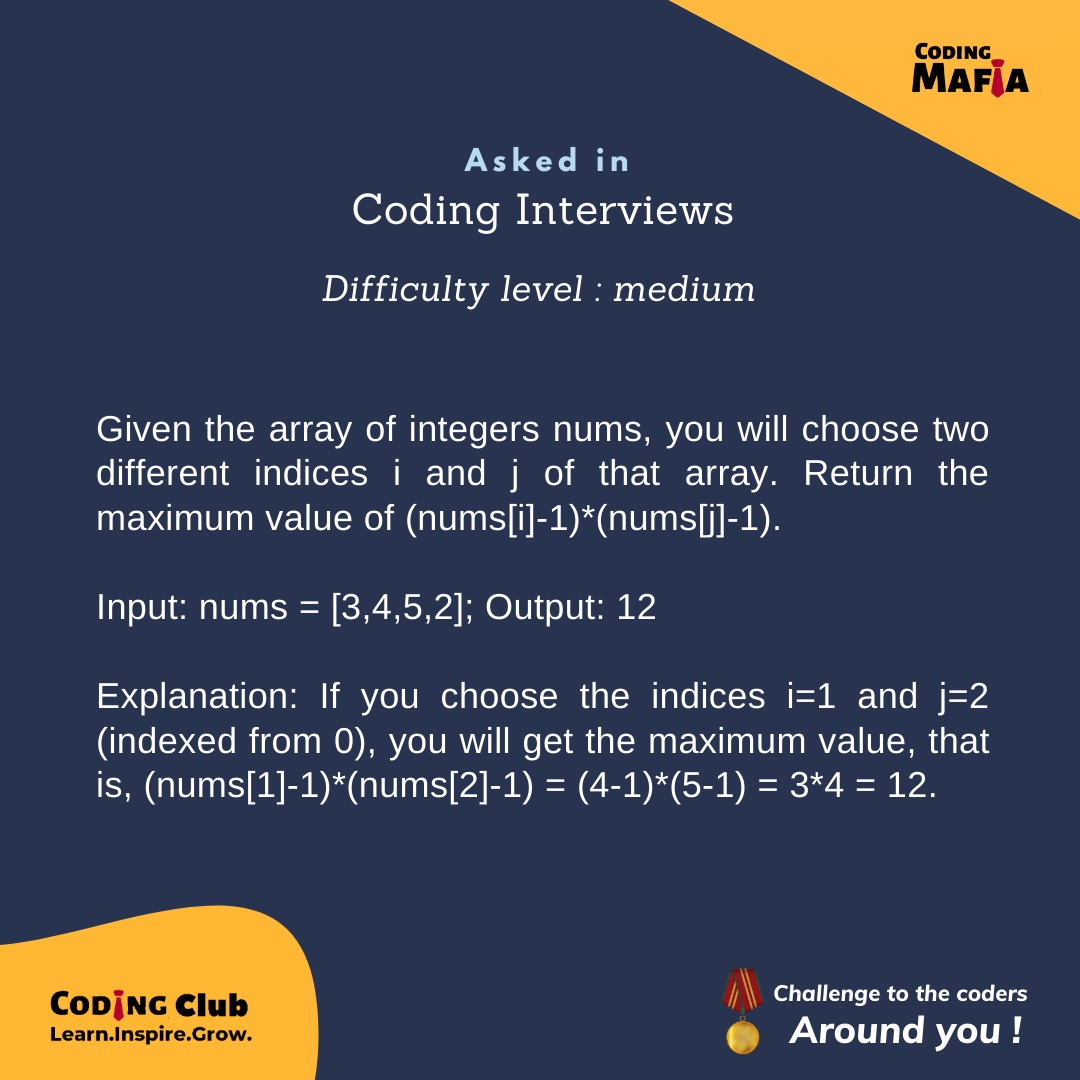 CODING
MAFIA
Asked in
Coding Interviews
Difficulty level : medium
Given the array of integers nums, you will choose two
different indices i and j of that array. Return the
maximum value of (nums[i]-1)*(nums[j]-1).
Input: nums = [3,4,5,2]; Output: 12
Explanation: If you choose the indices i=1 and j=2
(indexed from 0), you will get the maximum value, that
is, (nums[1]-1)*(nums[2]-1) = (4-1)*(5-1) = 3*4 = 12.
CODING Club
Learn.Inspire.Grow.
Challenge to the coders
Around you !